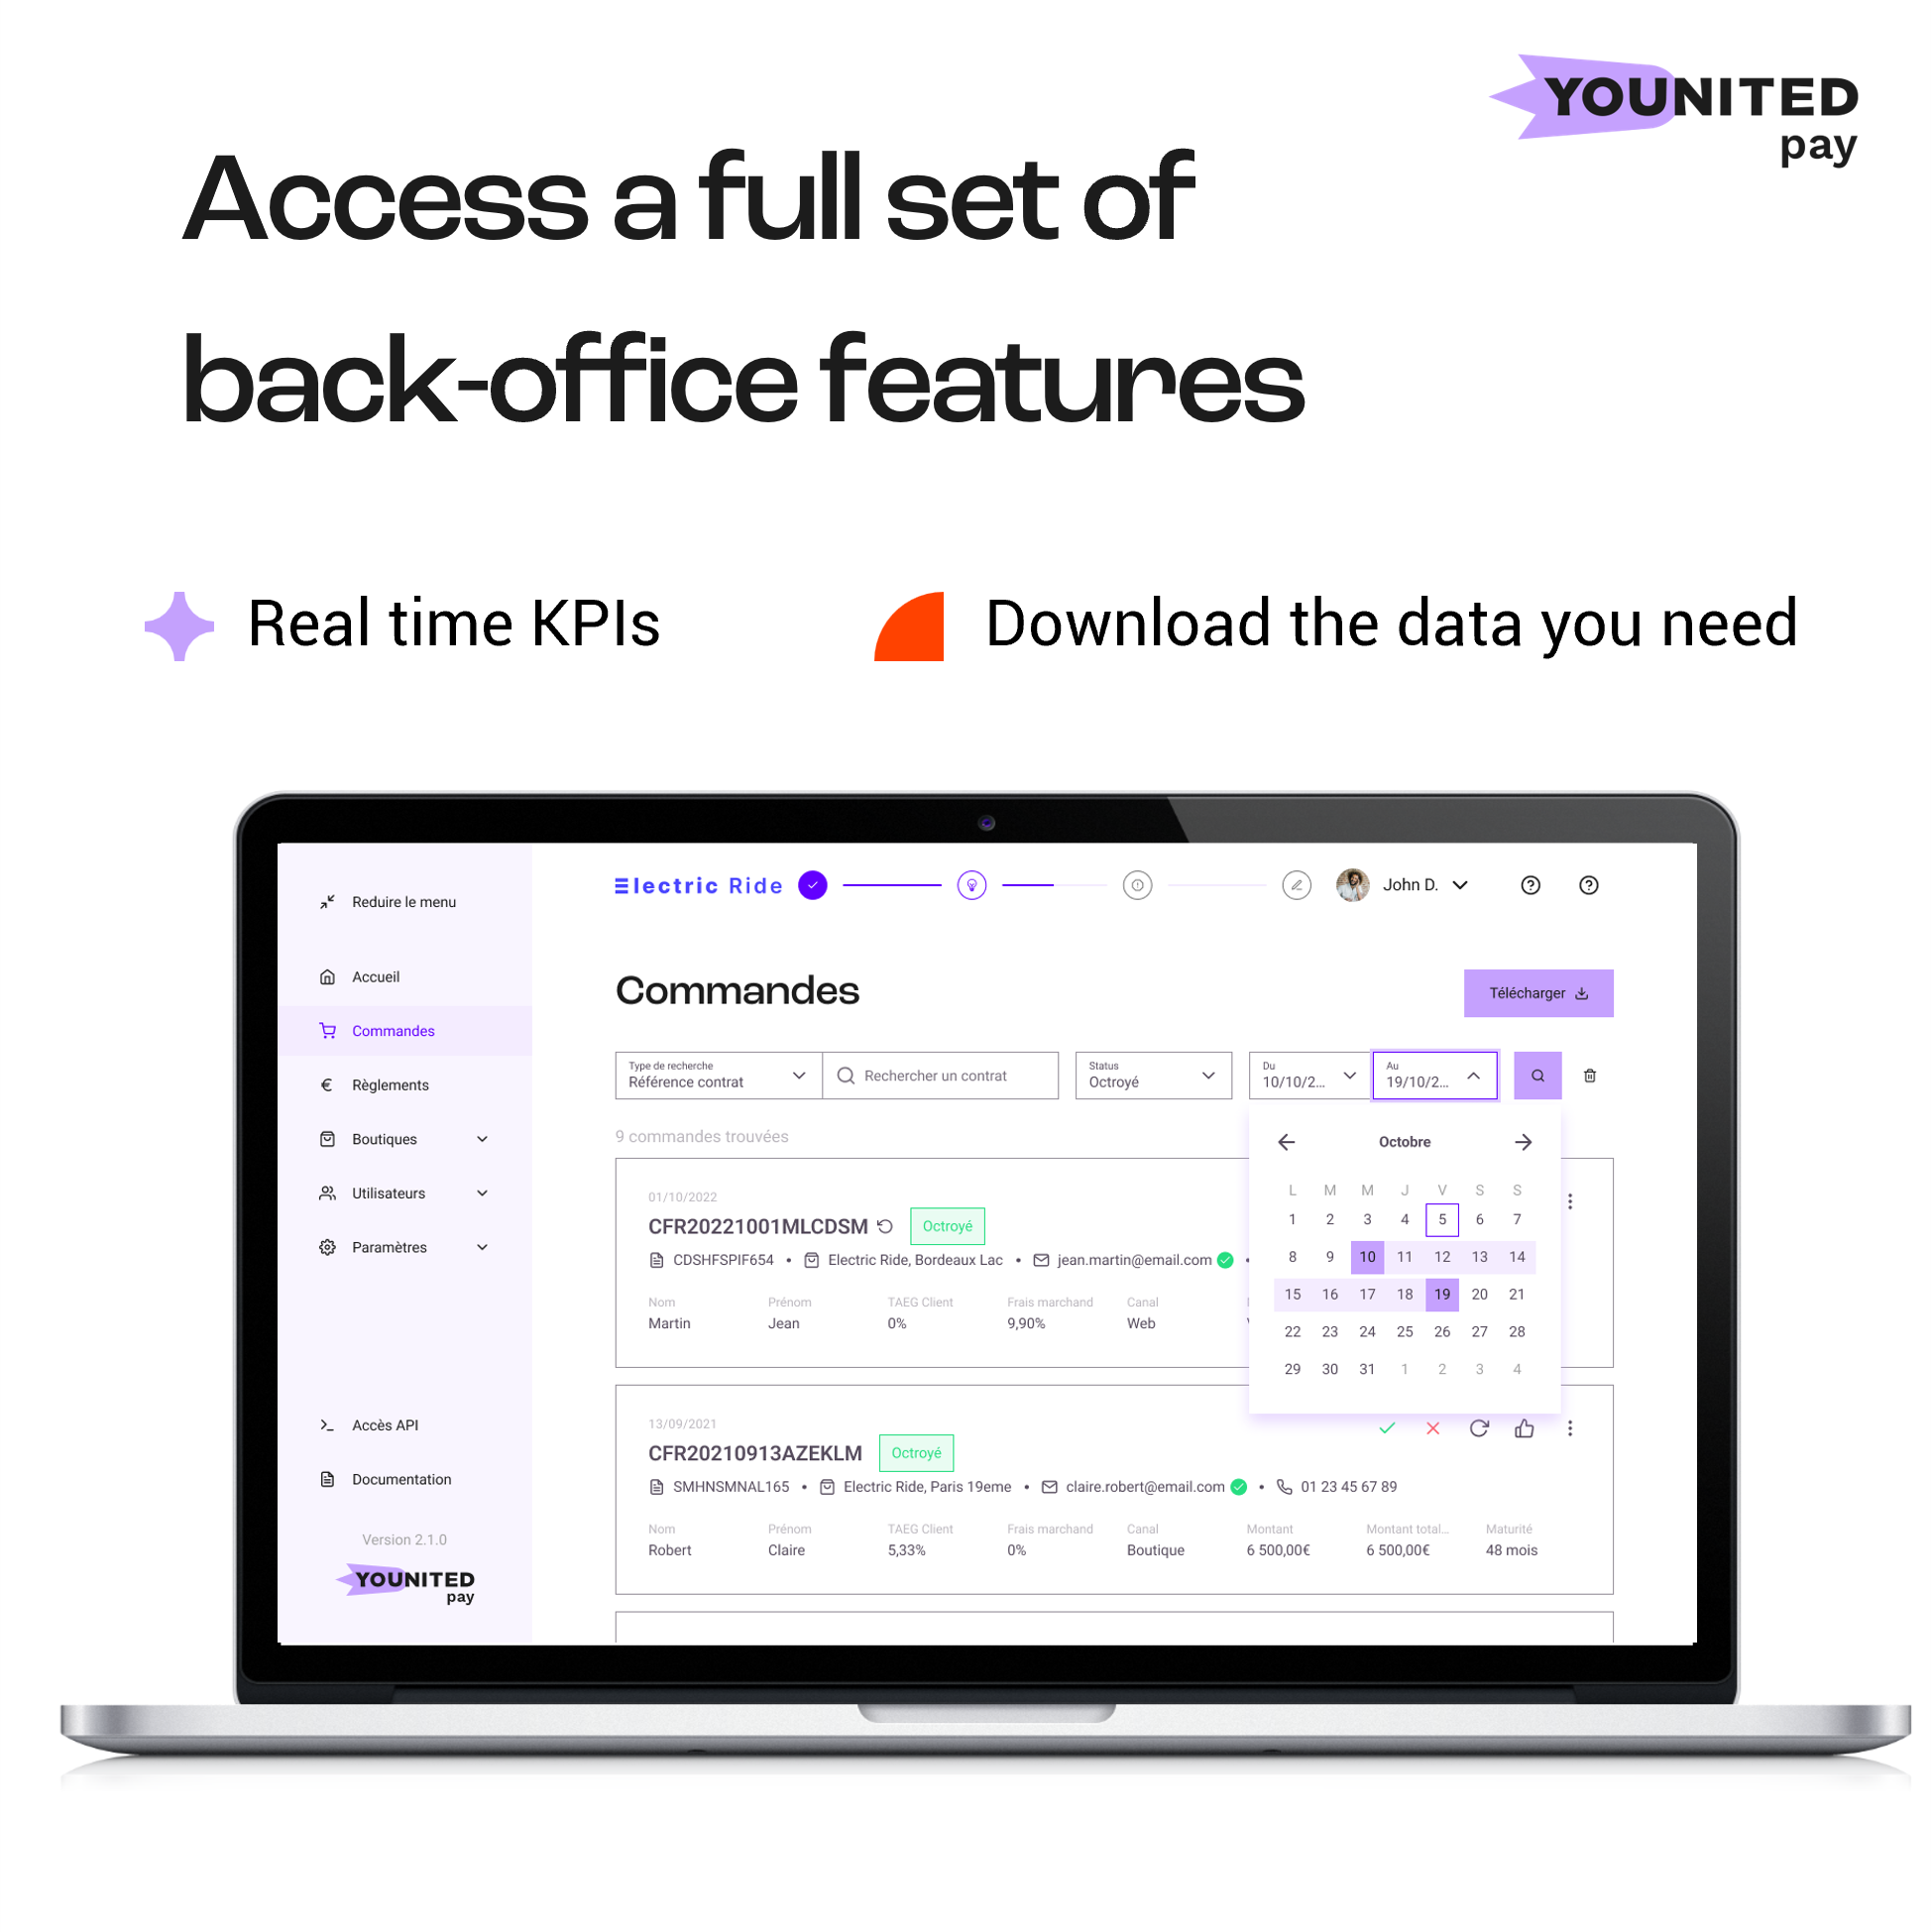 YOUNITED
pay
Access a full set of
back-office features
Real time KPIs
Download the data you need
Reduire le menu
Accueil
Commandes
Règlements
Boutiques
Utilisateurs
Paramètres
Accès API
Documentation
Version 2.1.0
YOUNITED
pay
Electric Ride
John D.
Commandes
Télécharger
Type de recherche
Référence contrat
Rechercher un contrat
Status
Octroyé
Du
10/10/2...
Au
19/10/2...
9 commandes trouvées
Octobre
L M M J V S S
1 2 3 4 5 6 7
8 9 10 11 12 13 14
15 16 17 18 19 20 21
22 23 24 25 26 27 28
29 30 31 1 2 3 4
01/10/2022
CFR20221001MLCDSM Octroyé
CDSHFSPIF654 • Electric Ride, Bordeaux Lac • jean.martin@email.com •
Nom Prénom TAEG Client Frais marchand Canal
Martin Jean 0% 9,90% Web
13/09/2021
CFR20210913AZEKLM Octroyé
SMHNSMNAL165 • Electric Ride, Paris 19eme • claire.robert@email.com • 01 23 45 67 89
Nom Prénom TAEG Client Frais marchand Canal Montant Montant total... Maturité
Robert Claire 5,33% 0% Boutique 6 500,00€ 6 500,00€ 48 mois